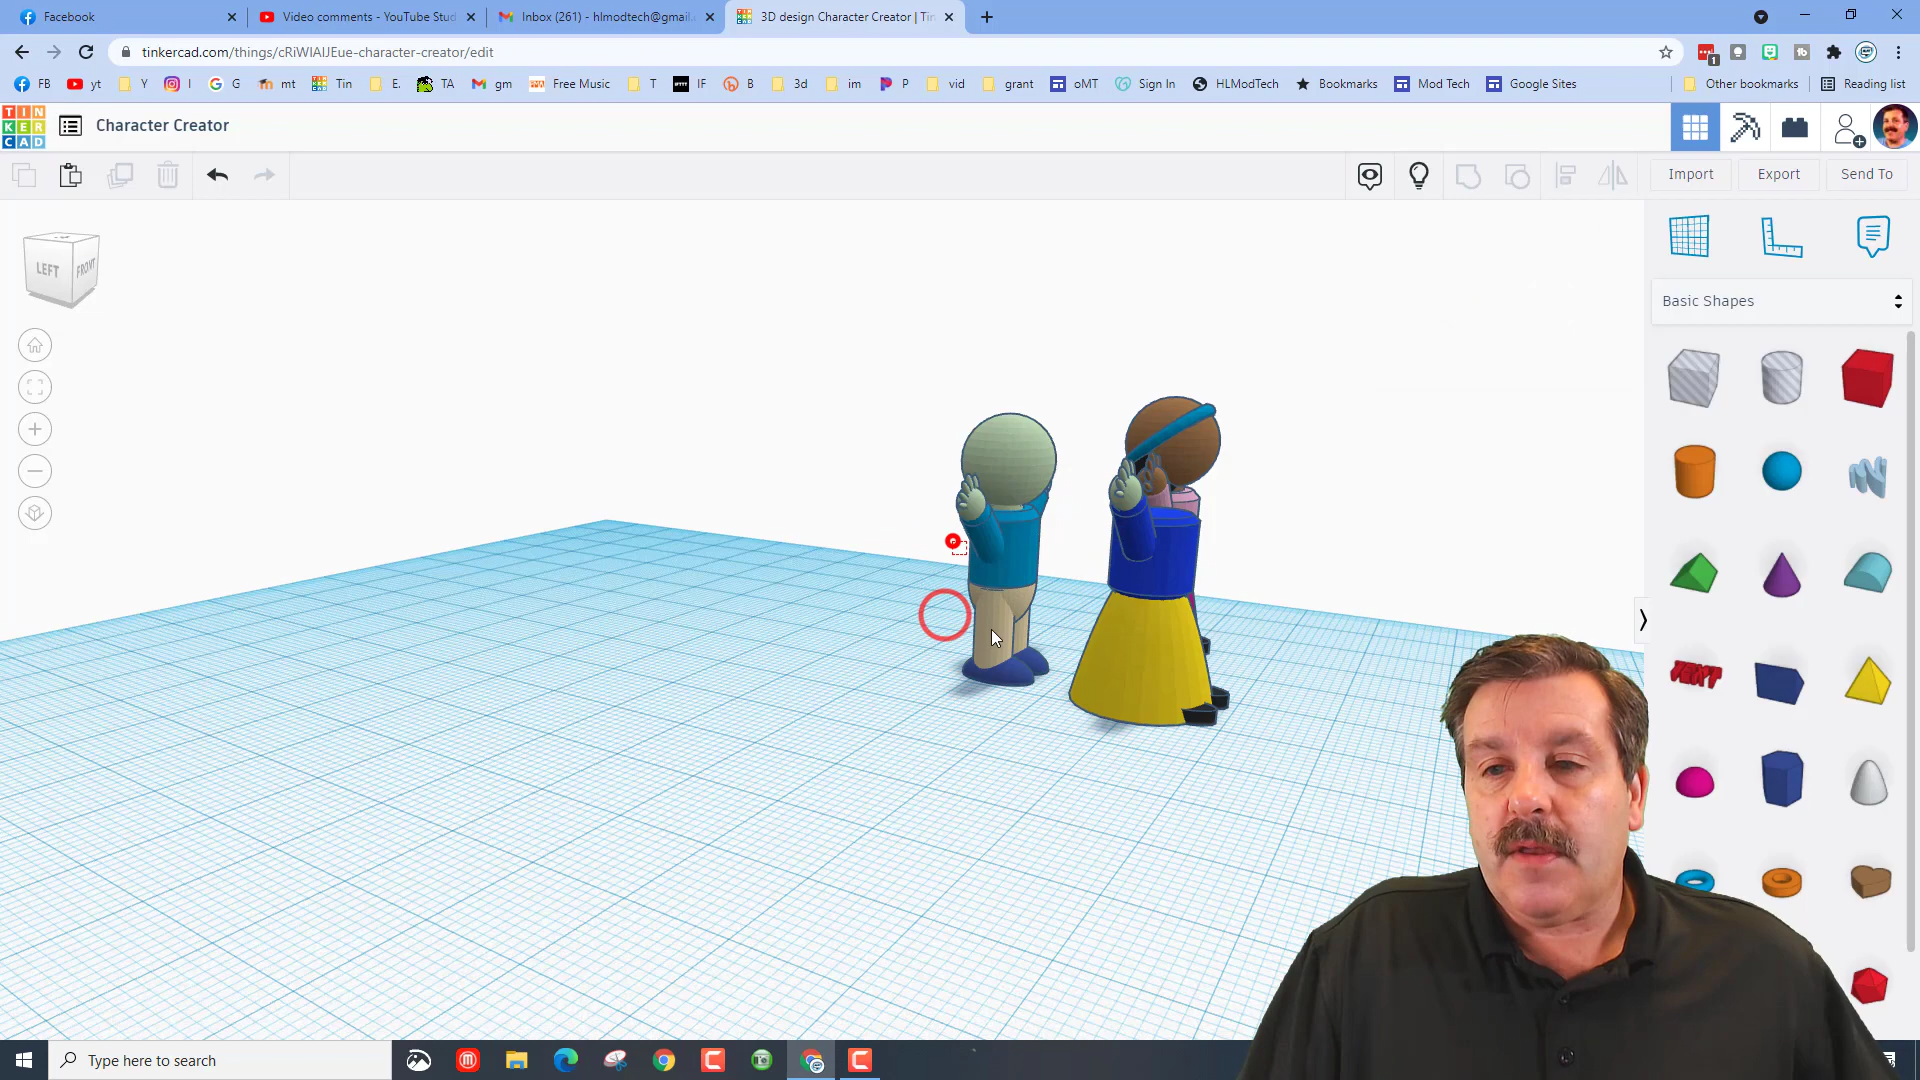 Facebook
Video comments - YouTube Stud
Inbox (261) - hlmodtech@gmail.
3D design Character Creator | Tin
tinkercad.com/things/cRiWIAIJEue-character-creator/edit
FB yt Y I G G mt Tin E. TA gm Free Music T IF B 3d im P vid grant oMT Sign In HLModTech Bookmarks Mod Tech Google Sites Other bookmarks Reading list
TIN
KER
CAD
Character Creator
Import Export Send To
LEFT FRONT
Basic Shapes
TEXT
Type here to search